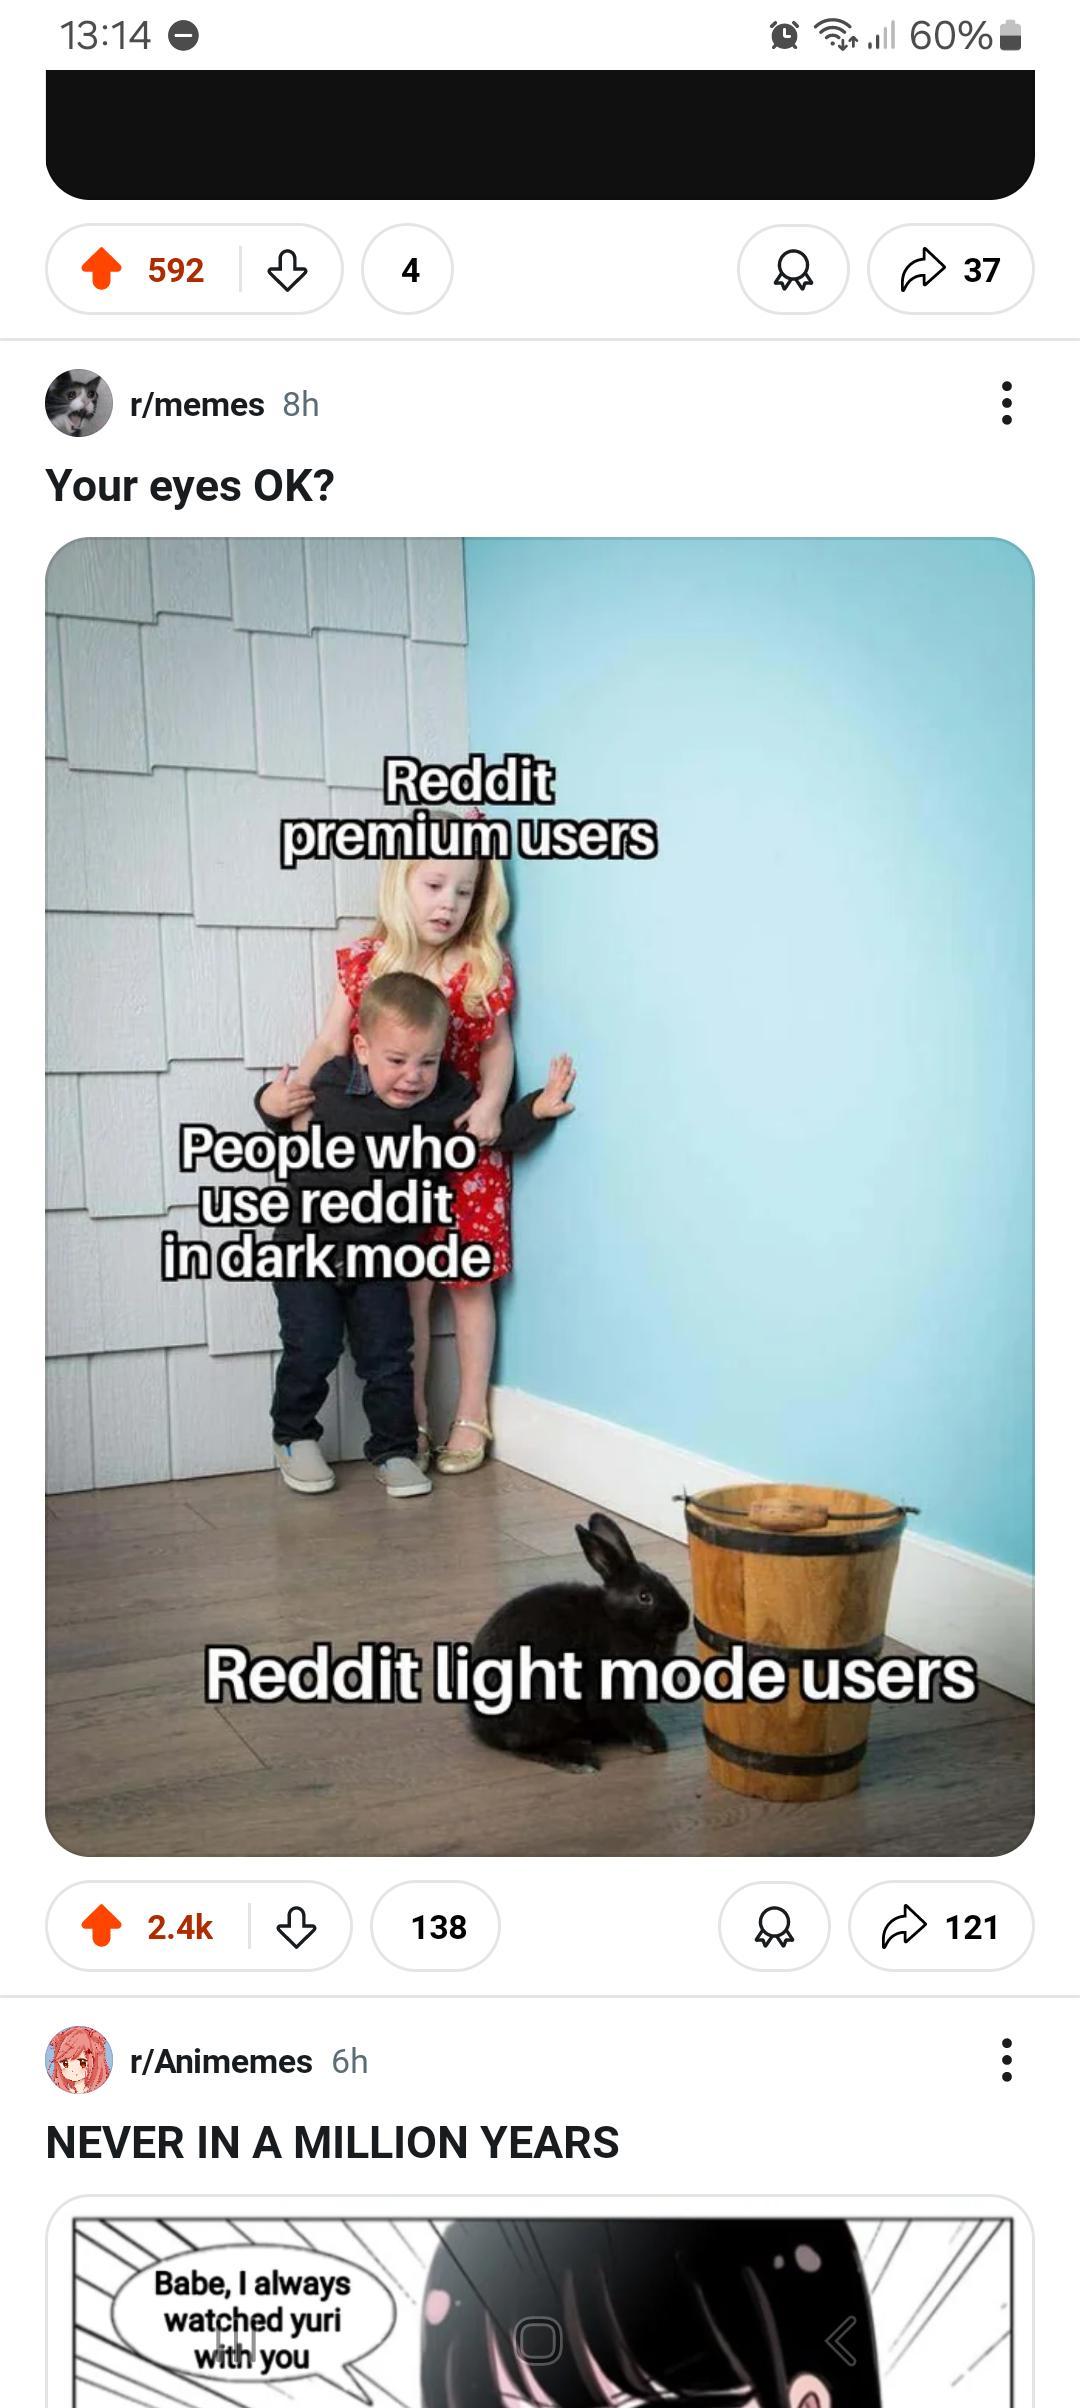 13:14 60%
592 4 37
r/memes 8h
Your eyes OK?
Reddit
premium users
People who
use reddit
in dark mode
Reddit light mode users
2.4k 138 121
r/Animemes 6h
NEVER IN A MILLION YEARS
Babe, I always
watched yuri
with you